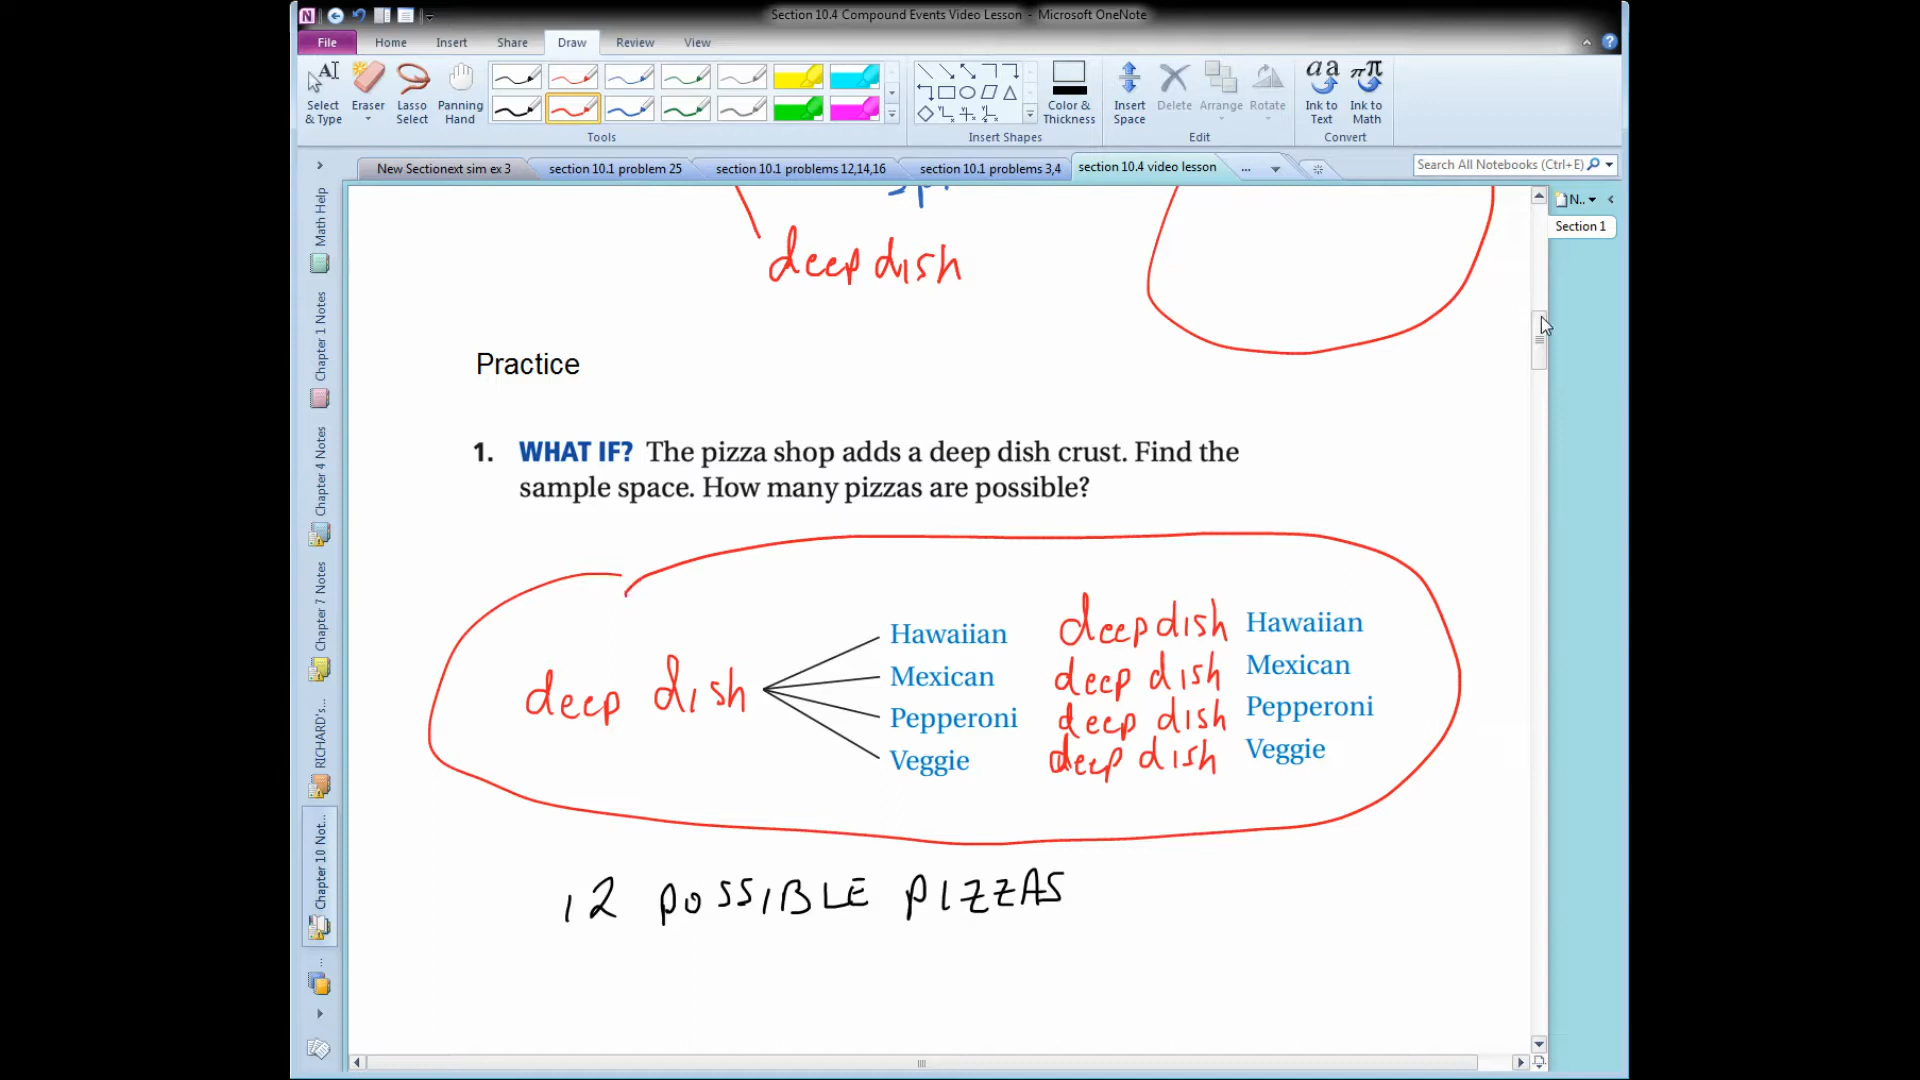 Section 10.4 Compound Events Video Lesson - Microsoft OneNote
File Home Insert Share Draw Review View
Select & Type
Eraser
Lasso Select
Panning Hand
Tools
Insert Shapes
Color & Thickness
Insert Space
Delete
Arrange
Rotate
Edit
Ink to Text
Ink to Math
Convert
New Sectionext sim ex 3
section 10.1 problem 25
section 10.1 problems 12,14,16
section 10.1 problems 3,4
section 10.4 video lesson
...
Search All Notebooks (Ctrl+E)
N..
Section 1
Math Help
Chapter 1 Notes
Chapter 4 Notes
Chapter 7 Notes
RICHARD's...
Chapter 10 Not...
deep dish
Practice
1. WHAT IF? The pizza shop adds a deep dish crust. Find the
sample space. How many pizzas are possible?
deep dish
Hawaiian deep dish Hawaiian
Mexican deep dish Mexican
Pepperoni deep dish Pepperoni
Veggie deep dish Veggie
12 POSSIBLE PIZZAS